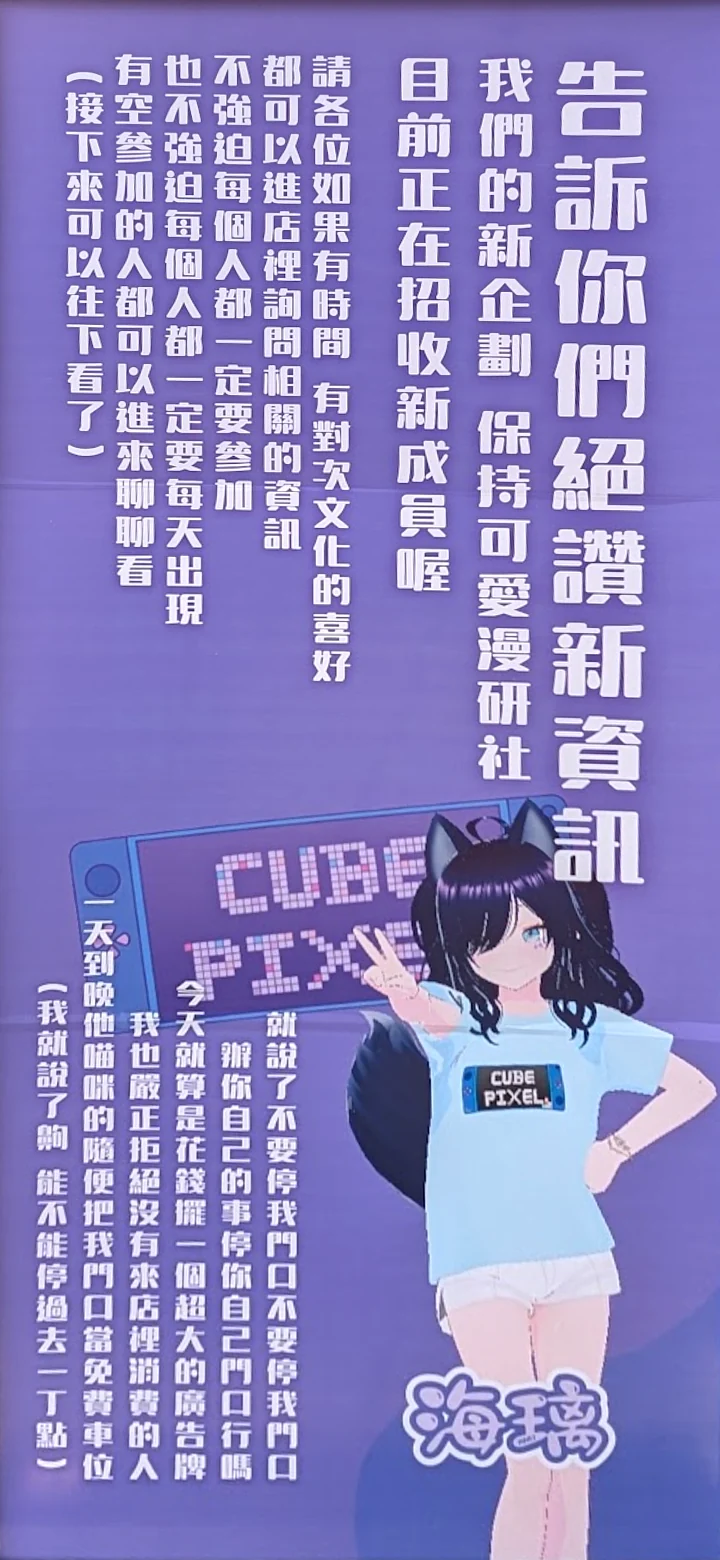 告訴你們絕讚新資訊
我們的新企劃 保持可愛漫研社
目前正在招收新成員喔
請各位如果有時間 有對次文化的喜好
都可以進店裡詢問相關的資訊
不強迫每個人都一定要參加
也不強迫每個人都一定要每天出現
有空參加的人都可以進來聊聊看
(接下來可以往下看了)
CUBE
PIXE
就說了不要停我門口不要停我門口
辦你自己的事停你自己門口行嗎
今天就算是花錢擺一個超大的廣告牌
我也嚴正拒絕沒有來店裡消費的人
一天到晚他喵咪的隨便把我門口當免費車位
(我就說了齁 能不能停過去一丁點)
CUBE
PIXEL
海璃